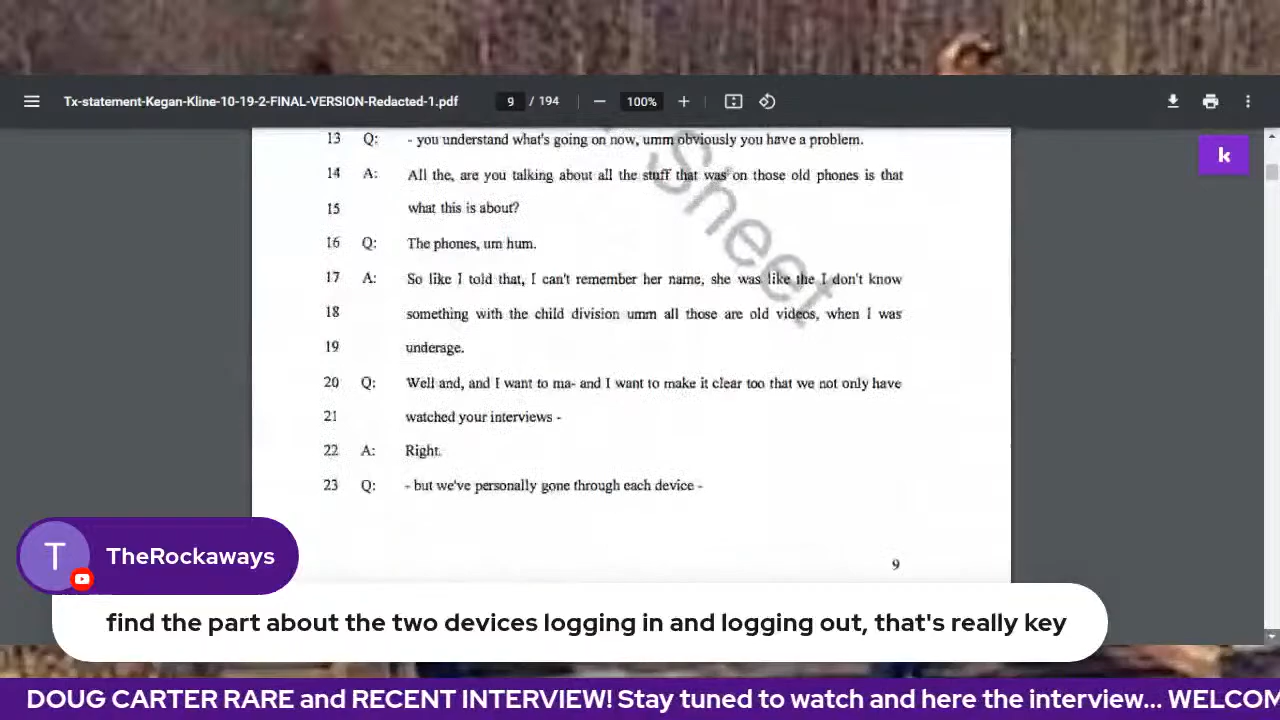 Tx-statement-Kegan-Kline-10-19-2-FINAL-VERSION-Redacted-1.pdf 9 / 194 100%
k
13 Q: - you understand what's going on now, umm obviously you have a problem.
14 A: All the, are you talking about all the stuff that was on those old phones is that
15 what this is about?
16 Q: The phones, um hum.
17 A: So like I told that, I can't remember her name, she was like the I don't know
18 something with the child division umm all those are old videos, when I was
19 underage.
20 Q: Well and, and I want to ma- and I want to make it clear too that we not only have
21 watched your interviews -
22 A: Right.
23 Q: - but we've personally gone through each device -
Sheet
9
T TheRockaways
find the part about the two devices logging in and logging out, that's really key
DOUG CARTER RARE and RECENT INTERVIEW! Stay tuned to watch and here the interview... WELCOM